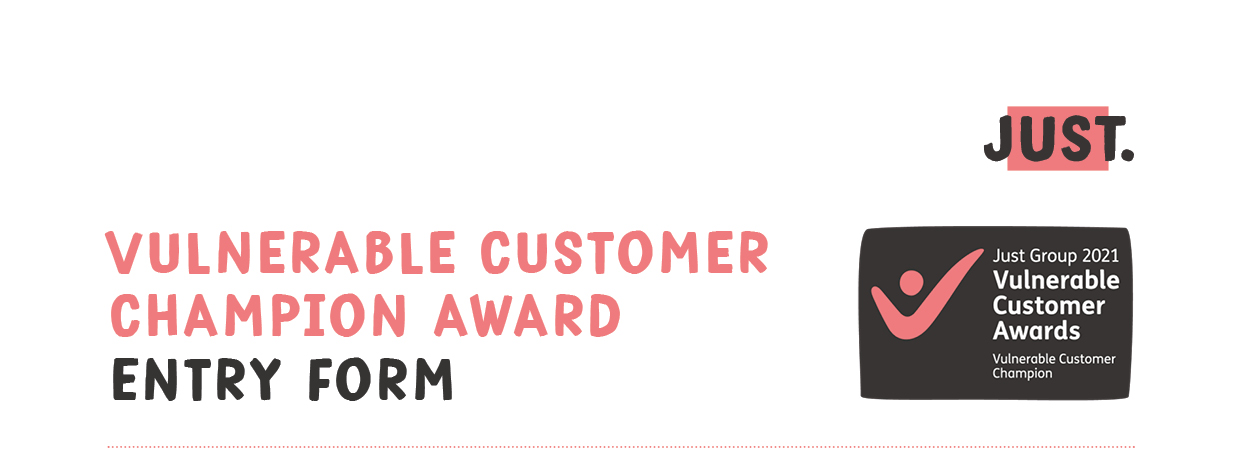 JUST.
VULNERABLE CUSTOMER
CHAMPION AWARD
ENTRY FORM
Just Group 2021
Vulnerable
Customer
Awards
Vulnerable Customer
Champion